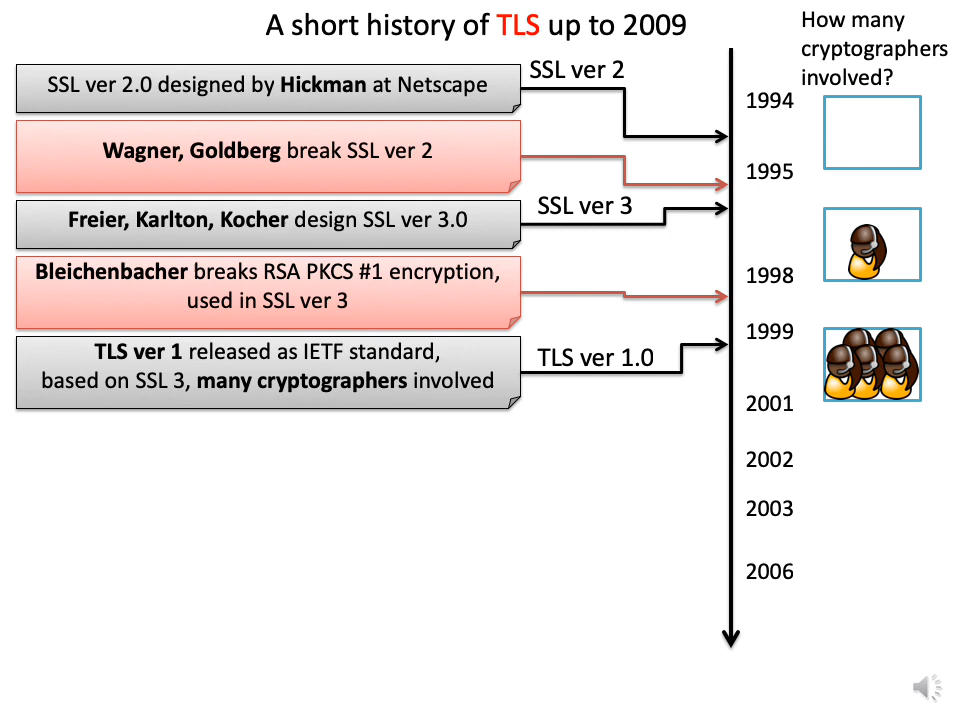 A short history of TLS up to 2009
How many
cryptographers
involved?
SSL ver 2.0 designed by Hickman at Netscape
SSL ver 2
1994
Wagner, Goldberg break SSL ver 2
1995
Freier, Karlton, Kocher design SSL ver 3.0
SSL ver 3
Bleichenbacher breaks RSA PKCS #1 encryption,
used in SSL ver 3
1998
TLS ver 1 released as IETF standard,
based on SSL 3, many cryptographers involved
TLS ver 1.0
1999
2001
2002
2003
2006